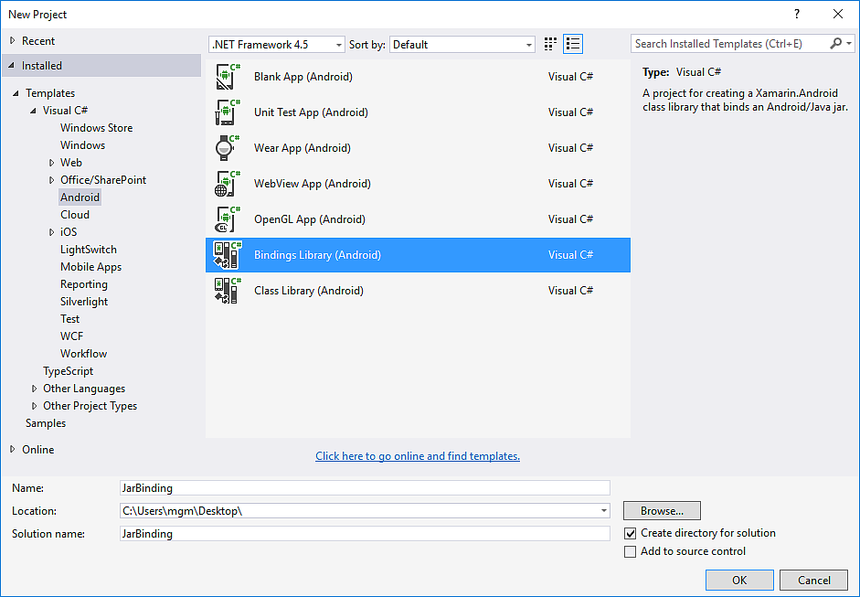 New Project
?
Recent
.NET Framework 4.5
Sort by:
Default
Search Installed Templates (Ctrl+E)
Installed
Templates
Visual C#
Windows Store
Windows
Web
Office/SharePoint
Android
Cloud
iOS
LightSwitch
Mobile Apps
Reporting
Silverlight
Test
WCF
Workflow
TypeScript
Other Languages
Other Project Types
Samples
Online
C# Blank App (Android) Visual C#
C# Unit Test App (Android) Visual C#
C# Wear App (Android) Visual C#
C# WebView App (Android) Visual C#
GL C# OpenGL App (Android) Visual C#
C# Bindings Library (Android) Visual C#
C# Class Library (Android) Visual C#
Type: Visual C#
A project for creating a Xamarin.Android
class library that binds an Android/Java jar.
Click here to go online and find templates.
Name: JarBinding
Location: C:\Users\mgm\Desktop\ Browse...
Solution name: JarBinding
Create directory for solution
Add to source control
OK Cancel